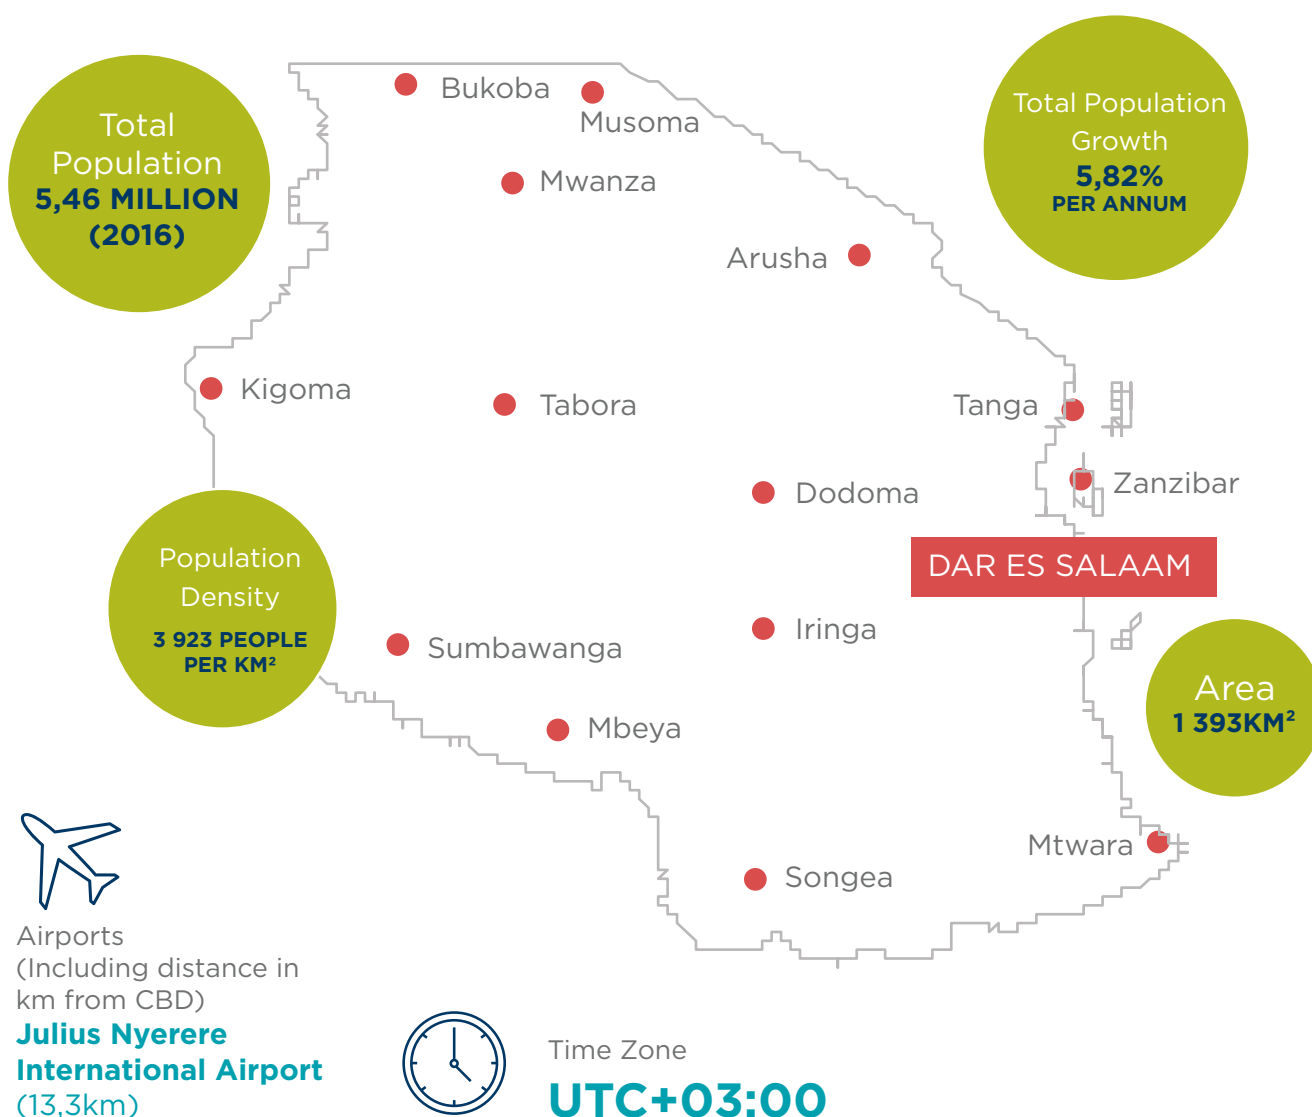 Total
Population
5,46 MILLION
(2016)
Total Population
Growth
5,82%
PER ANNUM
Bukoba
Musoma
Mwanza
Arusha
Kigoma
Tabora
Tanga
Zanzibar
Dodoma
DAR ES SALAAM
Population
Density
3 923 PEOPLE
PER KM²
Iringa
Sumbawanga
Area
1 393KM²
Mbeya
Mtwara
Songea
Airports
(Including distance in
km from CBD)
Julius Nyerere
International Airport
(13,3km)
Time Zone
UTC+03:00